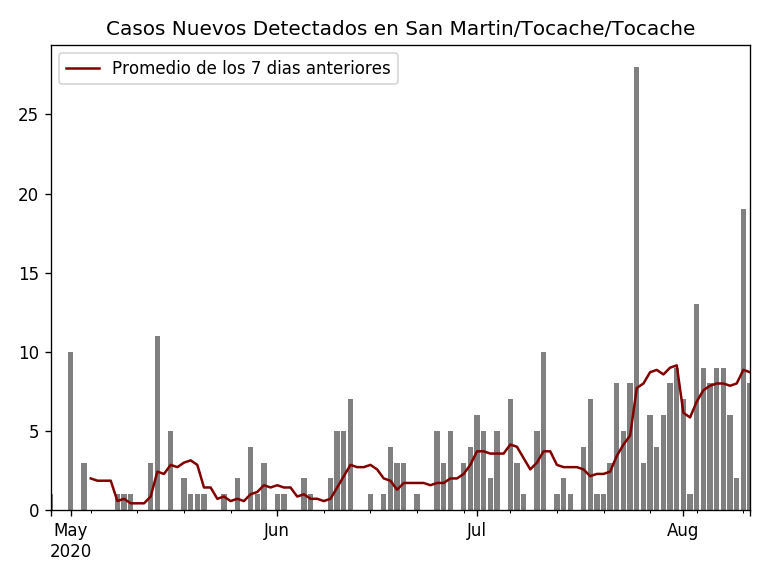 Casos Nuevos Detectados en San Martin/Tocache/Tocache
Promedio de los 7 dias anteriores
25
20
15
10
5
0
May Jun Jul Aug
2020